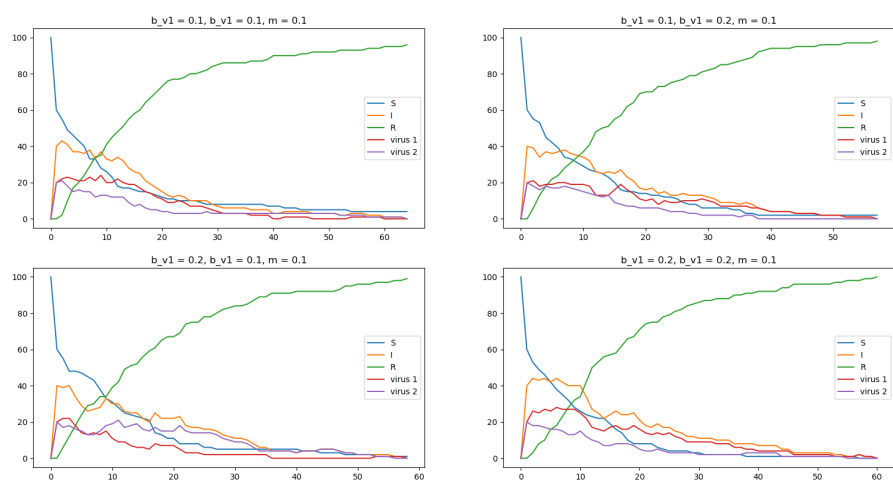 b_v1 = 0.1, b_v1 = 0.1, m = 0.1
100
80
60
40
20
0
S
I
R
virus 1
virus 2
0 10 20 30 40 50 60
b_v1 = 0.1, b_v1 = 0.2, m = 0.1
100
80
60
40
20
0
S
I
R
virus 1
virus 2
0 10 20 30 40 50
b_v1 = 0.2, b_v1 = 0.1, m = 0.1
100
80
60
40
20
0
S
I
R
virus 1
virus 2
0 10 20 30 40 50 60
b_v1 = 0.2, b_v1 = 0.2, m = 0.1
100
80
60
40
20
0
S
I
R
virus 1
virus 2
0 10 20 30 40 50 60